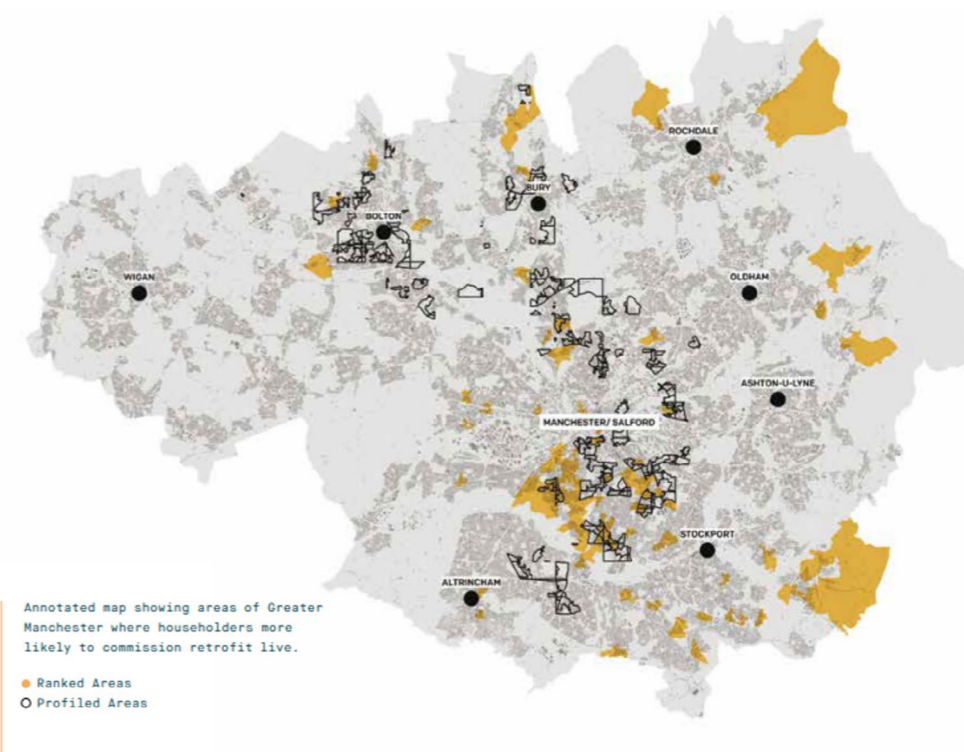 ROCHDALE
BURY
BOLTON
WIGAN
OLDHAM
ASHTON-U-LYNE
MANCHESTER/ SALFORD
STOCKPORT
ALTRINCHAM
Annotated map showing areas of Greater
Manchester where householders more
likely to commission retrofit live.
Ranked Areas
Profiled Areas